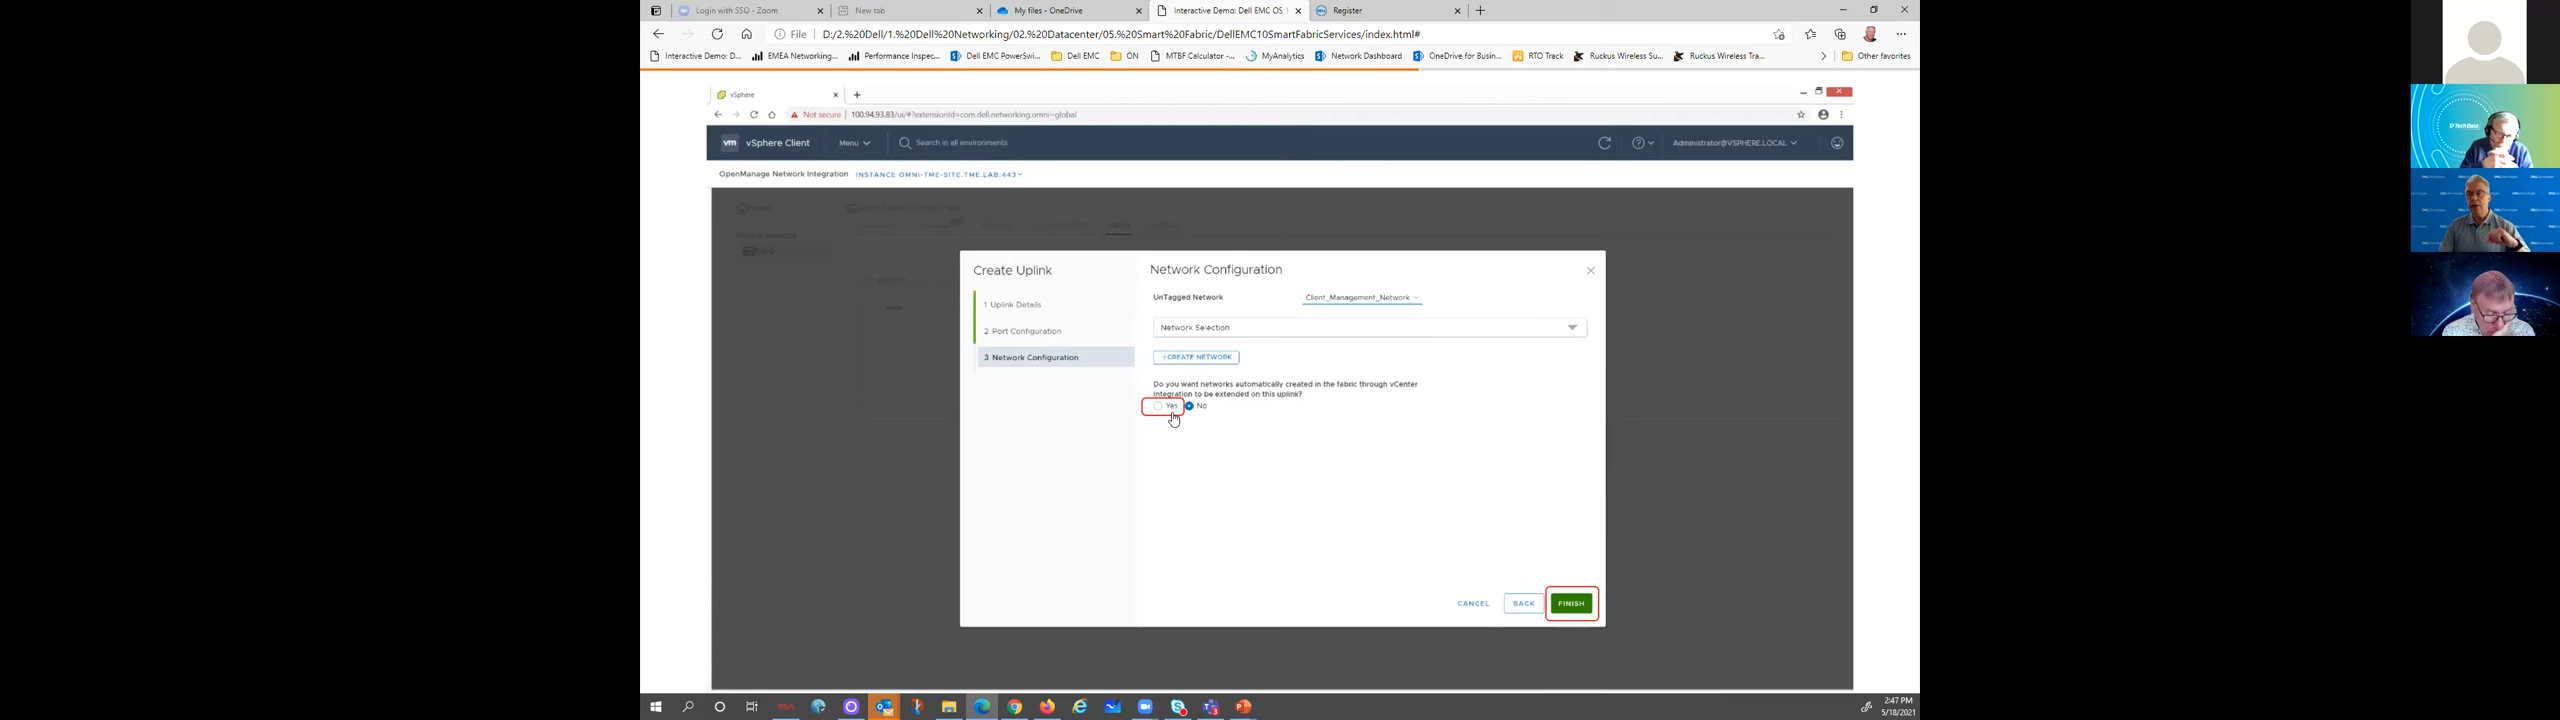 Login with SSO - Zoom
New tab
My files - OneDrive
Interactive Demo: Dell EMC OS 1
Register
File D:/2.%20Dell/1.%20Dell%20Networking/02.%20Datacenter/05.%20Smart%20Fabric/DellEMC10SmartFabricServices/index.html#
Interactive Demo: D... EMEA Networking... Performance Inspec... Dell EMC PowerSwi... Dell EMC ON MTBF Calculator -... MyAnalytics Network Dashboard OneDrive for Busin... RTO Track Ruckus Wireless Su... Ruckus Wireless Tra... Other favorites
vSphere
Not secure 100.94.93.83/ui/#?extensionId=com.dell.networking.omni~global
vm vSphere Client Menu Search in all environments Administrator@VSPHERE.LOCAL
OpenManage Network Integration INSTANCE OMNI-TME-SITE.TME.LAB:443
Create Uplink
1 Uplink Details
2 Port Configuration
3 Network Configuration
Network Configuration
UnTagged Network Client_Management_Network
Network Selection
+CREATE NETWORK
Do you want networks automatically created in the fabric through vCenter
integration to be extended on this uplink?
Yes No
CANCEL BACK FINISH
Tech Data
2:47 PM
5/18/2021